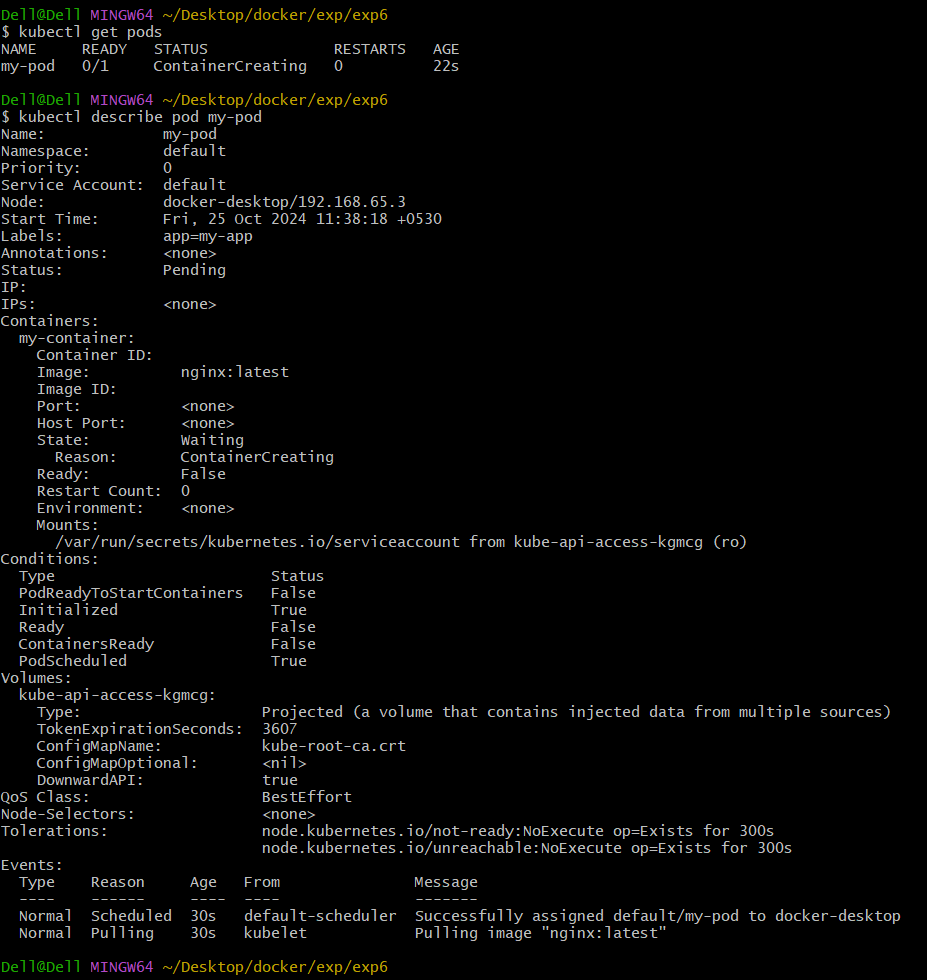 Dell@Dell MINGW64 ~/Desktop/docker/exp/exp6
$ kubectl get pods
NAME     READY   STATUS              RESTARTS   AGE
my-pod   0/1     ContainerCreating   0          22s

Dell@Dell MINGW64 ~/Desktop/docker/exp/exp6
$ kubectl describe pod my-pod
Name:             my-pod
Namespace:        default
Priority:         0
Service Account:  default
Node:             docker-desktop/192.168.65.3
Start Time:       Fri, 25 Oct 2024 11:38:18 +0530
Labels:           app=my-app
Annotations:      <none>
Status:           Pending
IP:
IPs:              <none>
Containers:
  my-container:
    Container ID:
    Image:          nginx:latest
    Image ID:
    Port:           <none>
    Host Port:      <none>
    State:          Waiting
      Reason:       ContainerCreating
    Ready:          False
    Restart Count:  0
    Environment:    <none>
    Mounts:
      /var/run/secrets/kubernetes.io/serviceaccount from kube-api-access-kgmcg (ro)
Conditions:
  Type                        Status
  PodReadyToStartContainers   False
  Initialized                 True
  Ready                       False
  ContainersReady             False
  PodScheduled                True
Volumes:
  kube-api-access-kgmcg:
    Type:                    Projected (a volume that contains injected data from multiple sources)
    TokenExpirationSeconds:  3607
    ConfigMapName:           kube-root-ca.crt
    ConfigMapOptional:       <nil>
    DownwardAPI:             true
QoS Class:                   BestEffort
Node-Selectors:              <none>
Tolerations:                 node.kubernetes.io/not-ready:NoExecute op=Exists for 300s
                             node.kubernetes.io/unreachable:NoExecute op=Exists for 300s
Events:
  Type    Reason     Age   From               Message
  ----    ------     ----  ----               -------
  Normal  Scheduled  30s   default-scheduler  Successfully assigned default/my-pod to docker-desktop
  Normal  Pulling    30s   kubelet            Pulling image "nginx:latest"

Dell@Dell MINGW64 ~/Desktop/docker/exp/exp6